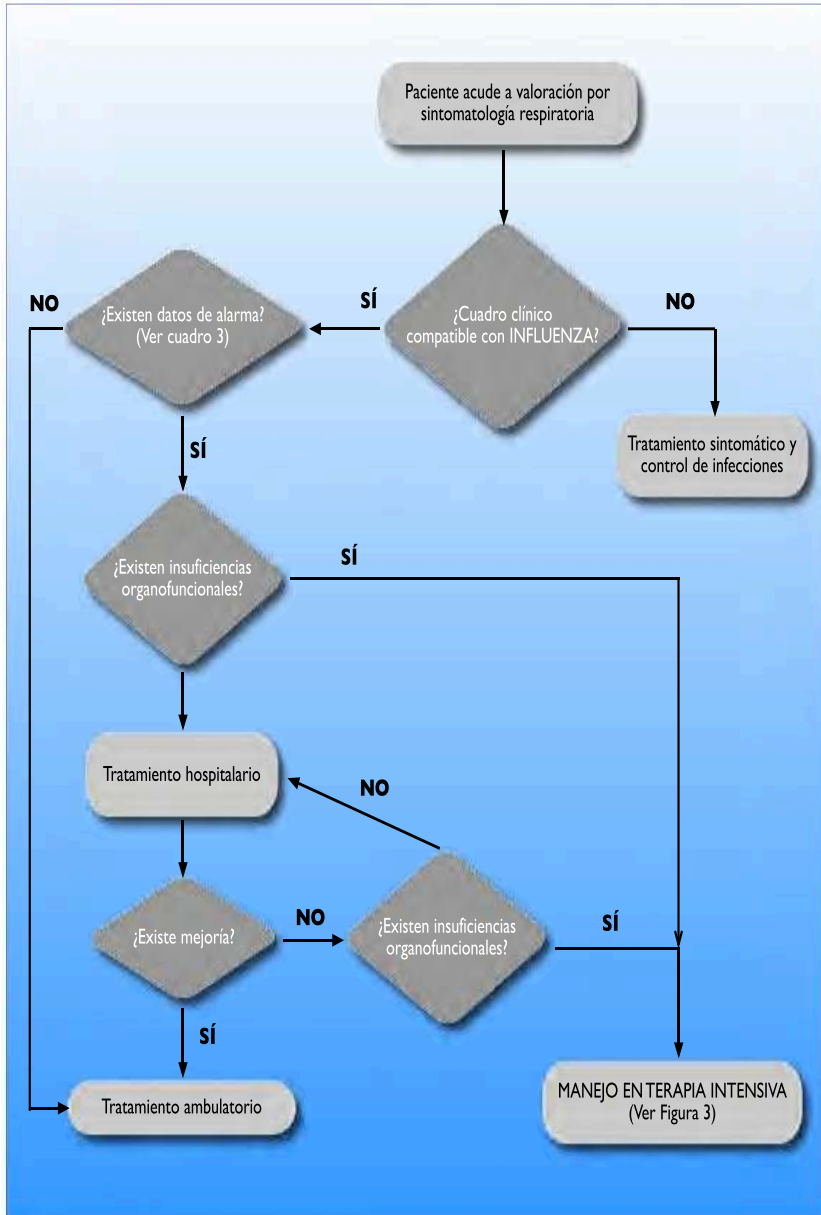 Paciente acude a valoración por
sintomatología respiratoria
¿Cuadro clínico
compatible con INFLUENZA?
SÍ
NO
¿Existen datos de alarma?
(Ver cuadro 3)
NO
Tratamiento sintomático y
control de infecciones
SÍ
¿Existen insuficiencias
organofuncionales?
SÍ
Tratamiento hospitalario
NO
¿Existe mejoría?
NO
¿Existen insuficiencias
organofuncionales?
SÍ
SÍ
Tratamiento ambulatorio
MANEJO EN TERAPIA INTENSIVA
(Ver Figura 3)